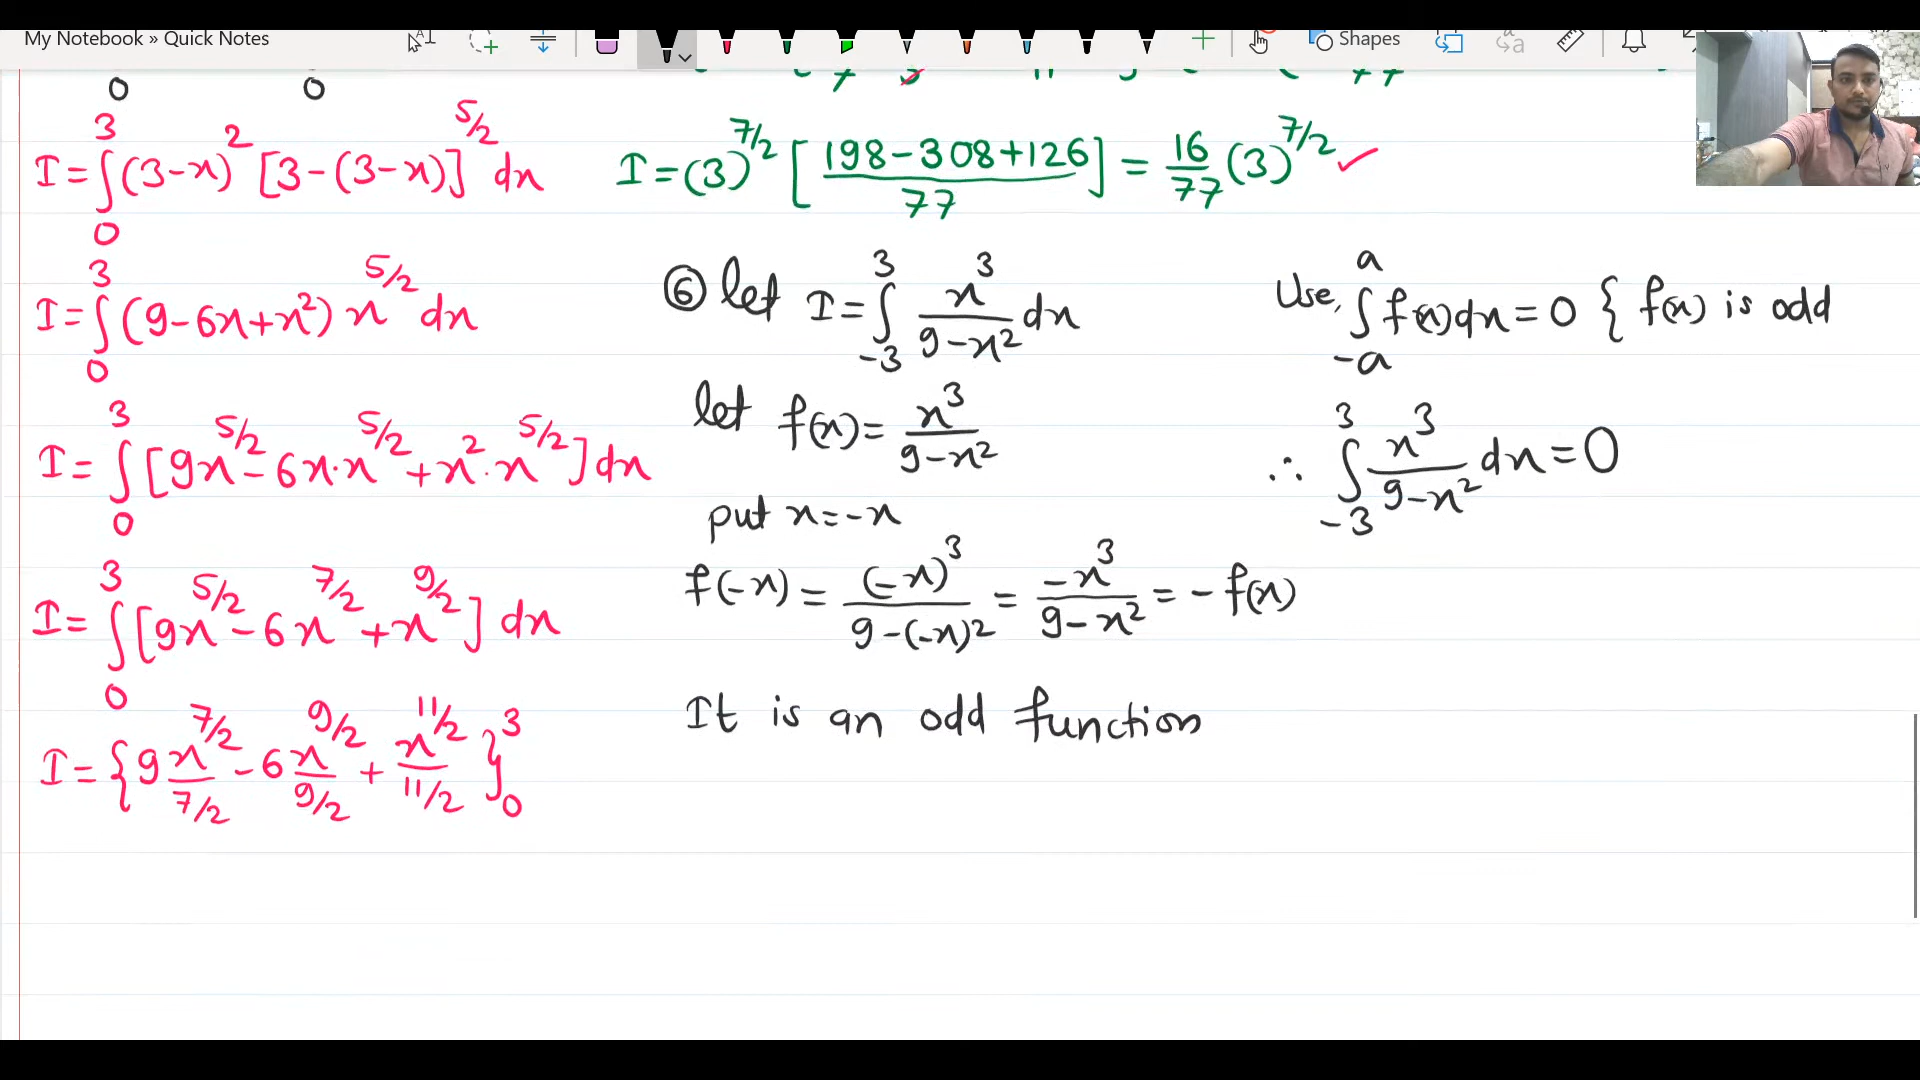 My Notebook » Quick Notes
Shapes
0 0
I = ∫₀³ (3-x)² [3-(3-x)]^{5/2} dx
I = ∫₀³ (9-6x+x²) x^{5/2} dx
I = ∫₀³ [9x^{5/2} - 6x·x^{5/2} + x²·x^{5/2}] dx
I = ∫₀³ [9x^{5/2} - 6x^{7/2} + x^{9/2}] dx
I = {9 x^{7/2}/(7/2) - 6 x^{9/2}/(9/2) + x^{11/2}/(11/2)}₀³
I = (3)^{7/2} [(198-308+126)/77] = 16/77 (3)^{7/2} ✓
⑥ let I = ∫₋₃³ x³/(9-x²) dx
let f(x) = x³/(9-x²)
put x = -x
f(-x) = (-x)³/(9-(-x)²) = -x³/(9-x²) = - f(x)
It is an odd function
Use, ∫₋ₐᵃ f(x)dx = 0 { f(x) is odd
∴ ∫₋₃³ x³/(9-x²) dx = 0